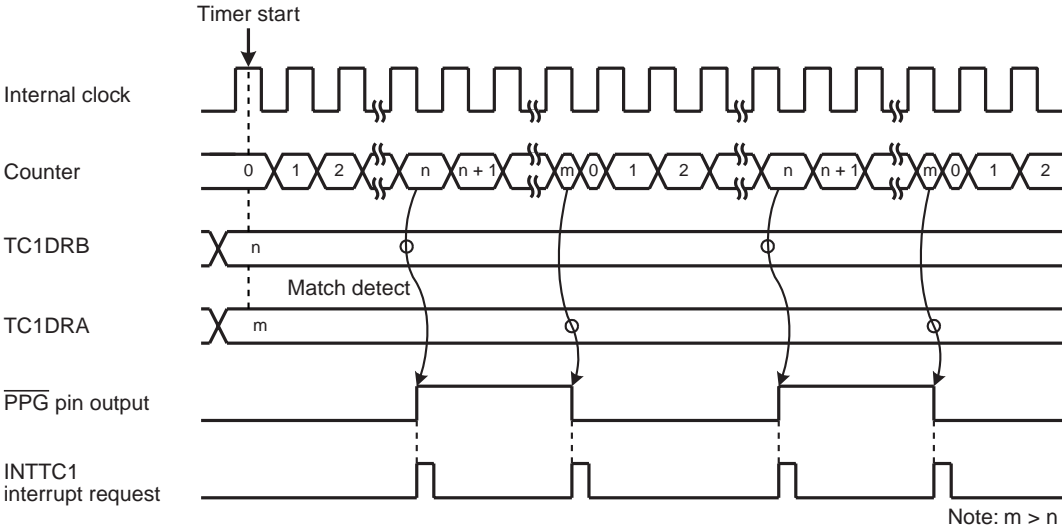 Timer start
Internal clock
Counter
0 1 2 n n + 1 m 0 1 2 n n + 1 m 0 1 2
TC1DRB
n
Match detect
TC1DRA
m
PPG pin output
INTTC1
interrupt request
Note: m > n